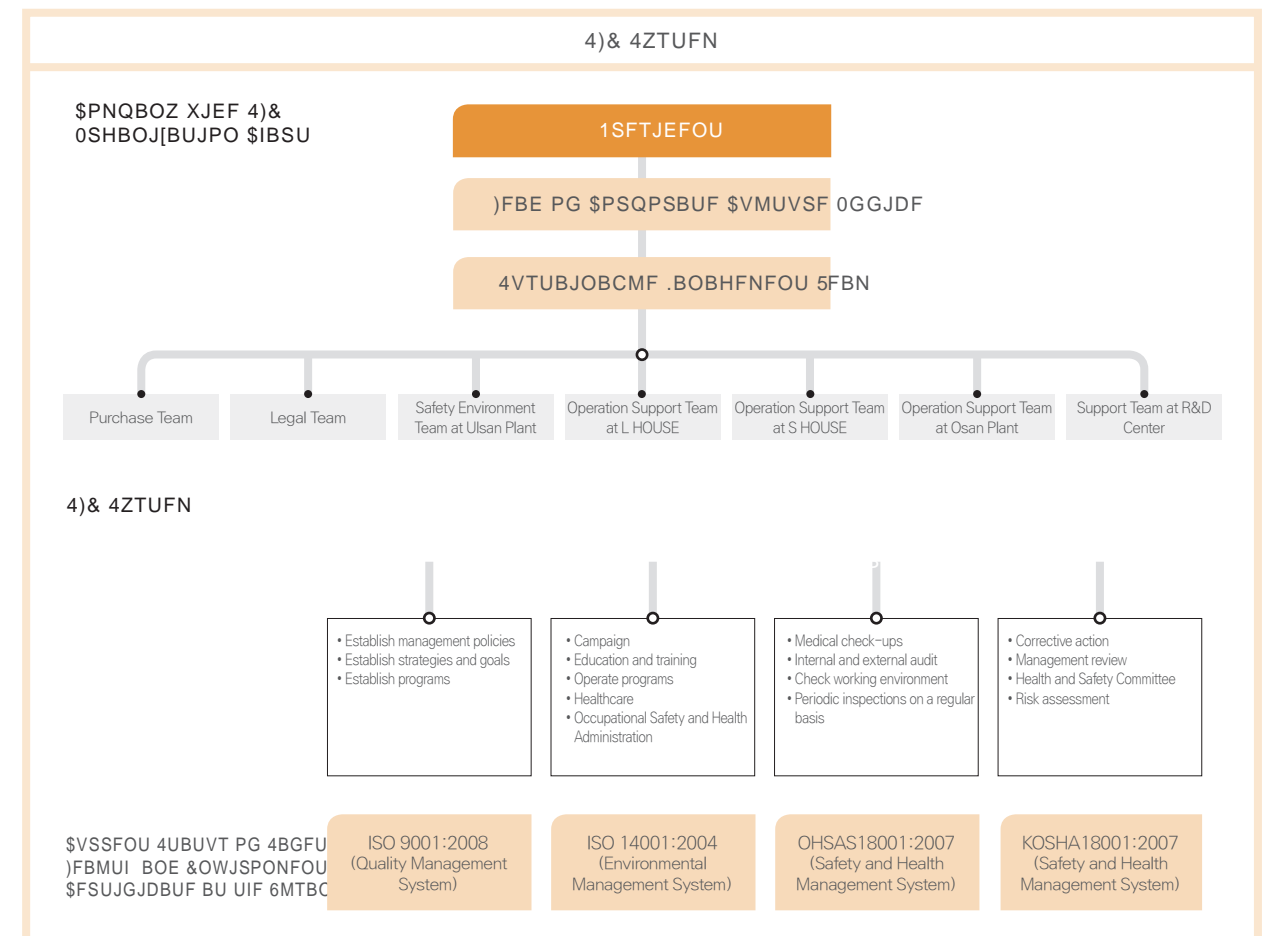 4)& 4ZTUFN
$PNQBOZ XJEF 4)&
0SHBOJ[BUJPO $IBSU
1SFTJEFOU
)FBE PG $PSQPSBUF $VMUVSF 0GGJDF
4VTUBJOBCMF .BOBHFNFOU 5FBN
Purchase Team
Legal Team
Safety Environment
Team at Ulsan Plant
Operation Support Team
at L HOUSE
Operation Support Team
at S HOUSE
Operation Support Team
at Osan Plant
Support Team at R&D
Center
4)& 4ZTUFN
• Establish management policies
• Establish strategies and goals
• Establish programs
• Campaign
• Education and training
• Operate programs
• Healthcare
• Occupational Safety and Health
Administration
• Medical check-ups
• Internal and external audit
• Check working environment
• Periodic inspections on a regular
basis
• Corrective action
• Management review
• Health and Safety Committee
• Risk assessment
$VSSFOU 4UBUVT PG 4BGFU
)FBMUI BOE &OWJSPONFOU
$FSUJGJDBUF BU UIF 6MTBO
ISO 9001:2008
(Quality Management
System)
ISO 14001:2004
(Environmental
Management System)
OHSAS18001:2007
(Safety and Health
Management System)
KOSHA18001:2007
(Safety and Health
Management System)